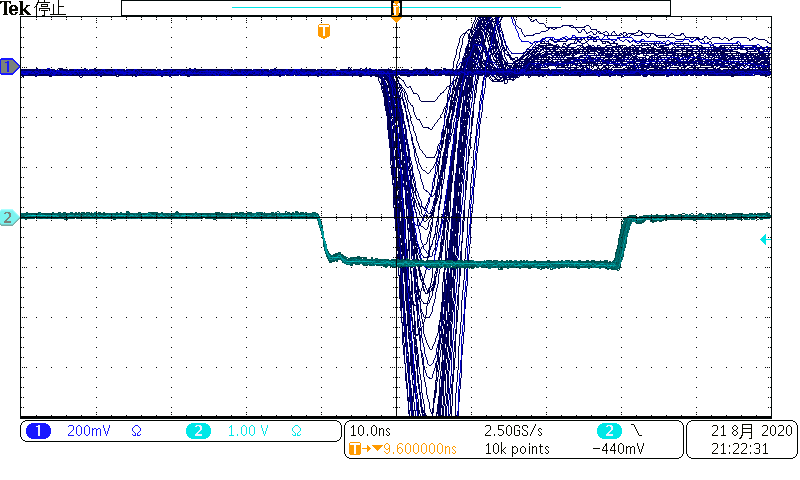 Tek 停止
T
1
2
1 200mV Ω 2 1.00 V Ω
10.0ns 2.50GS/s 2
T→▼9.600000ns 10k points −440mV
21 8月 2020
21:22:31